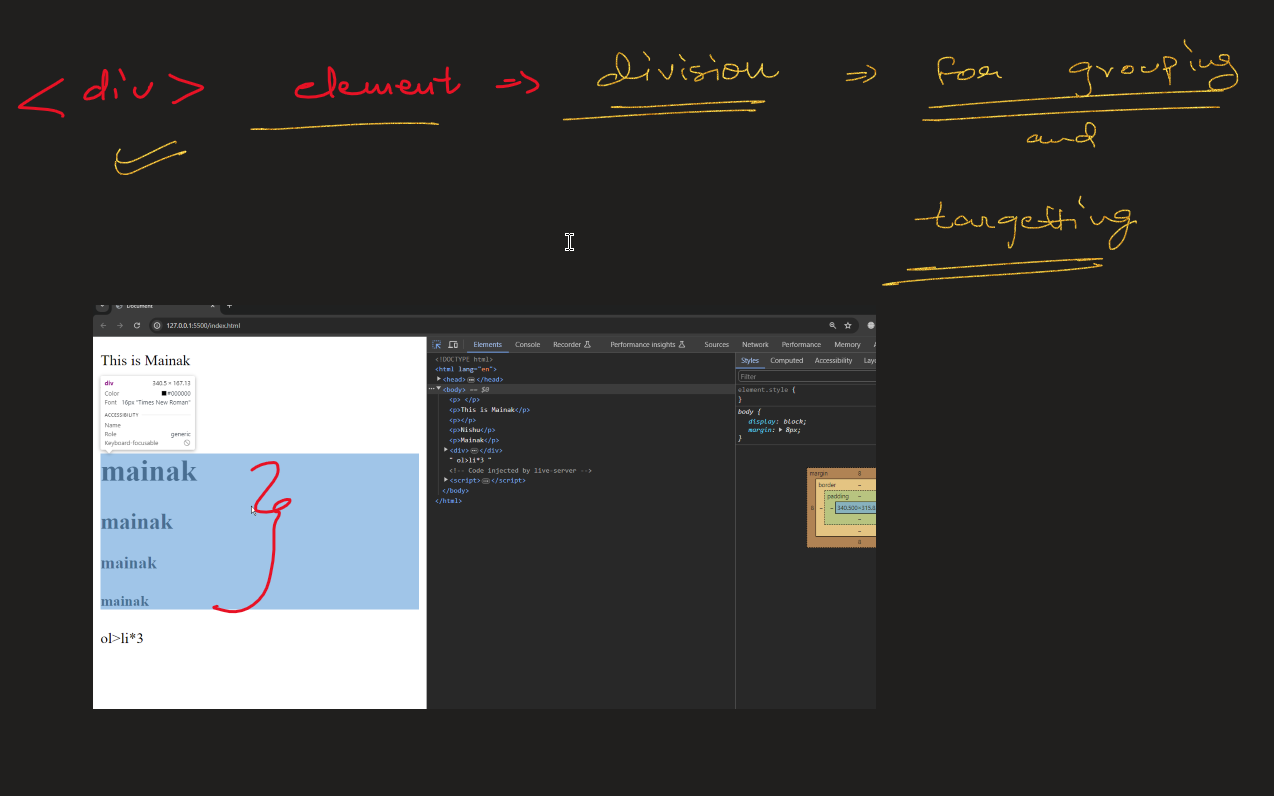 <div> element => division => for grouping
and
targetting
Document
127.0.0.1:5500/index.html
This is Mainak
div 340.5 × 167.13
Color #000000
Font 16px "Times New Roman"
ACCESSIBILITY
Name
Role generic
Keyboard-focusable
mainak
mainak
mainak
mainak
ol>li*3
Elements Console Recorder Performance insights Sources Network Performance Memory
<!DOCTYPE html>
<html lang="en">
<head> </head>
<body> == $0
<p> </p>
<p>This is Mainak</p>
<p></p>
<p>Nishu</p>
<p>Mainak</p>
<div> </div>
" ol>li*3 "
<!-- Code injected by live-server -->
<script> </script>
</body>
</html>
Styles Computed Accessibility
Filter
element.style {
}
body {
display: block;
margin: 8px;
}
margin 8
border -
padding -
8 - -
-
-
8